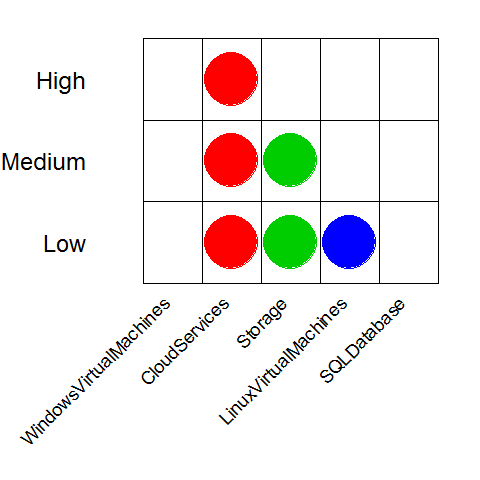 High
Medium
Low
WindowsVirtualMachines
CloudServices
Storage
LinuxVirtualMachines
SQLDatabase